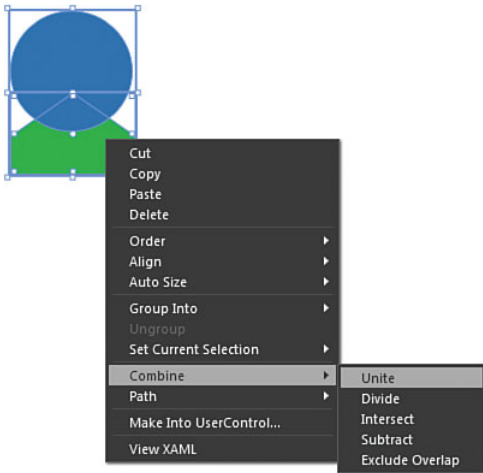 Cut
Copy
Paste
Delete
Order
Align
Auto Size
Group Into
Ungroup
Set Current Selection
Combine
Path
Make Into UserControl...
View XAML
Unite
Divide
Intersect
Subtract
Exclude Overlap